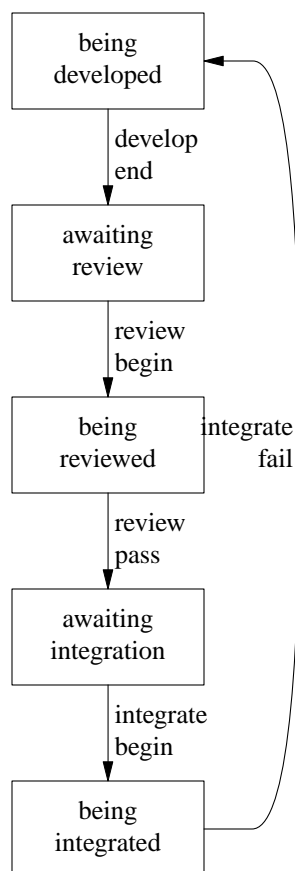 being
developed
develop
end
awaiting
review
review
begin
being
reviewed
integrate
fail
review
pass
awaiting
integration
integrate
begin
being
integrated